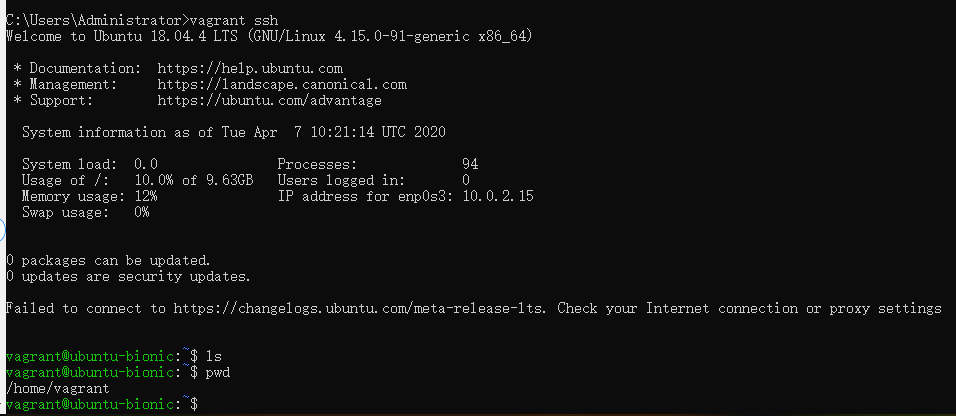 C:\Users\Administrator>vagrant ssh
Welcome to Ubuntu 18.04.4 LTS (GNU/Linux 4.15.0-91-generic x86_64)
* Documentation:  https://help.ubuntu.com
* Management:     https://landscape.canonical.com
* Support:        https://ubuntu.com/advantage
System information as of Tue Apr  7 10:21:14 UTC 2020
System load:  0.0               Processes:             94
Usage of /:   10.0% of 9.63GB   Users logged in:       0
Memory usage: 12%               IP address for enp0s3: 10.0.2.15
Swap usage:   0%
0 packages can be updated.
0 updates are security updates.
Failed to connect to https://changelogs.ubuntu.com/meta-release-lts. Check your Internet connection or proxy settings
vagrant@ubuntu-bionic:~$ ls
vagrant@ubuntu-bionic:~$ pwd
/home/vagrant
vagrant@ubuntu-bionic:~$